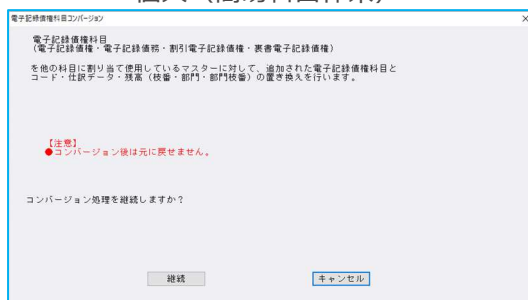 電子記録債権科目コンバージョン
電子記録債権科目
(電子記録債権・電子記録債務・割引電子記録債権・裏書電子記録債権)
を他の科目に割り当て使用しているマスターに対して、追加された電子記録債権科目と
コード・仕訳データ・残高(枝番・部門・部門枝番)の置き換えを行います。
【注意】
●コンバージョン後は元に戻せません。
コンバージョン処理を継続しますか?
継続
キャンセル